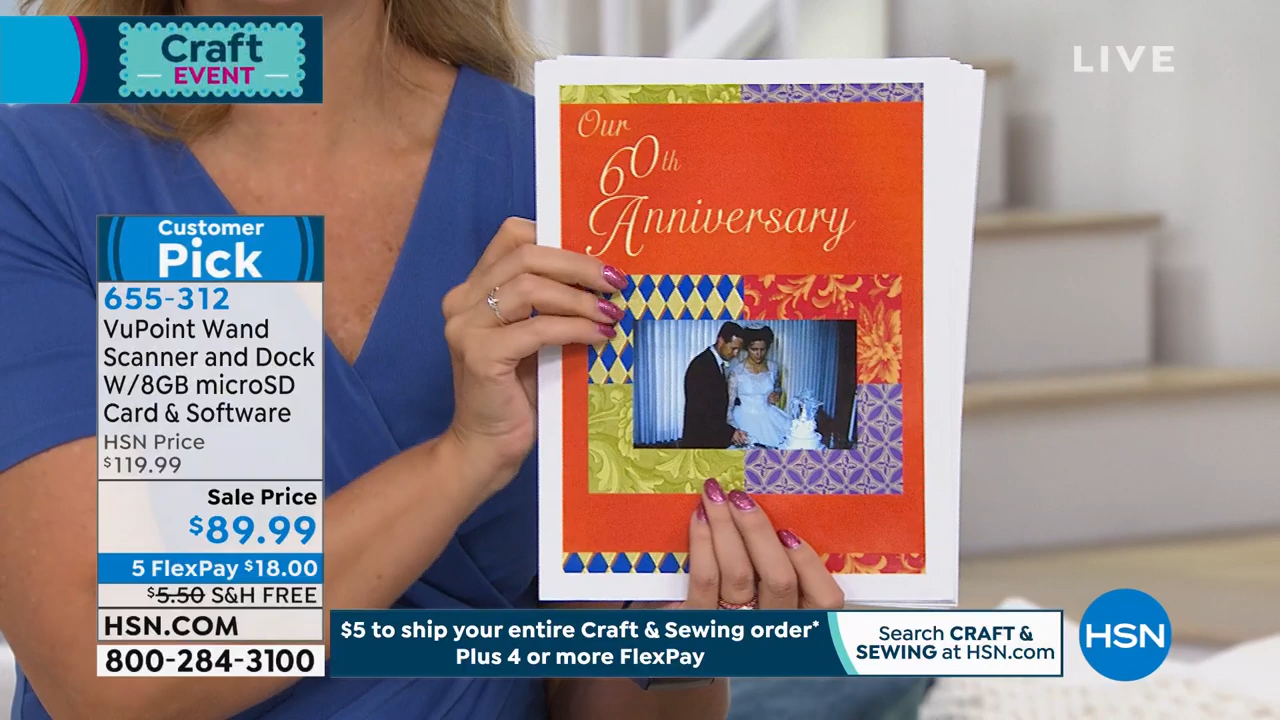 Craft
EVENT
LIVE
Our
60th
Anniversary
Customer
Pick
655-312
VuPoint Wand
Scanner and Dock
W/8GB microSD
Card & Software
HSN Price
$119.99
Sale Price
$89.99
5 FlexPay $18.00
$5.50 S&H FREE
HSN.COM
800-284-3100
$5 to ship your entire Craft & Sewing order*
Plus 4 or more FlexPay
Search CRAFT &
SEWING at HSN.com
HSN